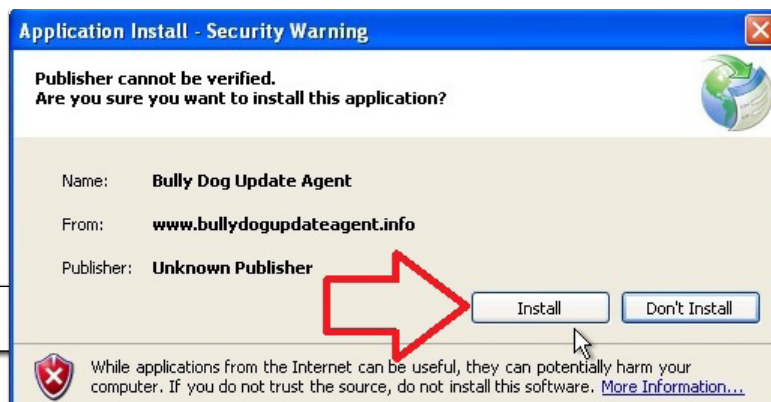 Application Install - Security Warning
Publisher cannot be verified.
Are you sure you want to install this application?
Name: Bully Dog Update Agent
From: www.bullydogupdateagent.info
Publisher: Unknown Publisher
Install Don't Install
While applications from the Internet can be useful, they can potentially harm your
computer. If you do not trust the source, do not install this software. More Information...